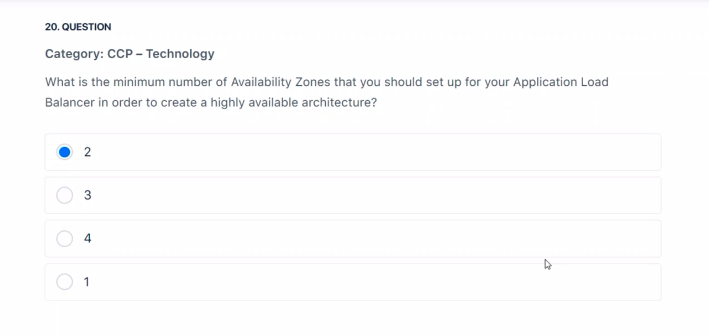 20. QUESTION
Category: CCP – Technology
What is the minimum number of Availability Zones that you should set up for your Application Load
Balancer in order to create a highly available architecture?
2
3
4
1